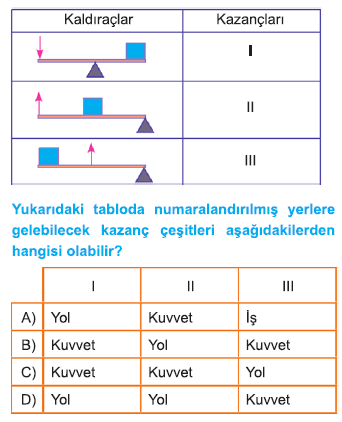 Kaldıraçlar Kazançları
I
II
III
Yukarıdaki tabloda numaralandırılmış yerlere
gelebilecek kazanç çeşitleri aşağıdakilerden
hangisi olabilir?
I II III
A) Yol Kuvvet İş
B) Kuvvet Yol Kuvvet
C) Kuvvet Kuvvet Yol
D) Yol Yol Kuvvet